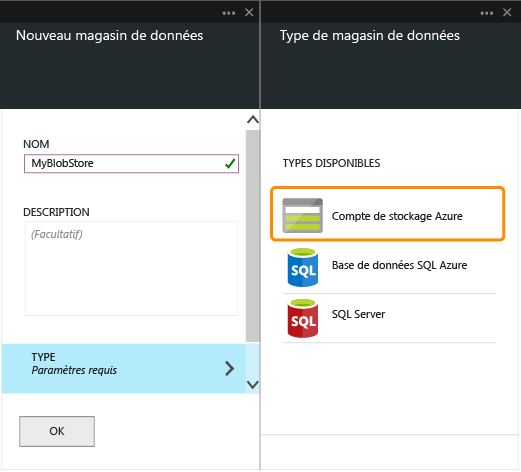 Nouveau magasin de données
NOM
MyBlobStore
DESCRIPTION
(Facultatif)
TYPE
Paramètres requis
OK
Type de magasin de données
TYPES DISPONIBLES
Compte de stockage Azure
SQL
Base de données SQL Azure
SQL
SQL Server